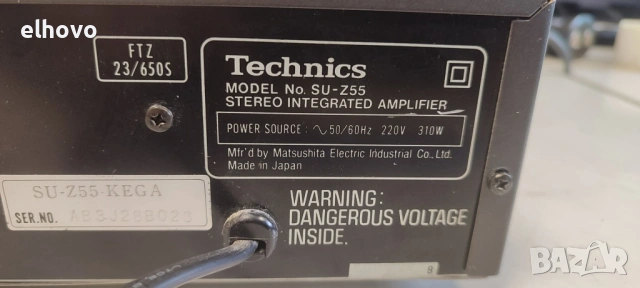 elhovo
FTZ
23/650S
Technics
MODEL No. SU-Z55
STEREO INTEGRATED AMPLIFIER
POWER SOURCE: ∿50/60Hz 220V 310W
Mfr'd by Matsushita Electric Industrial Co., Ltd.
Made in Japan
SU-Z55-KEGA
SER.NO.
WARNING:
DANGEROUS VOLTAGE
INSIDE.
8
BAZAR